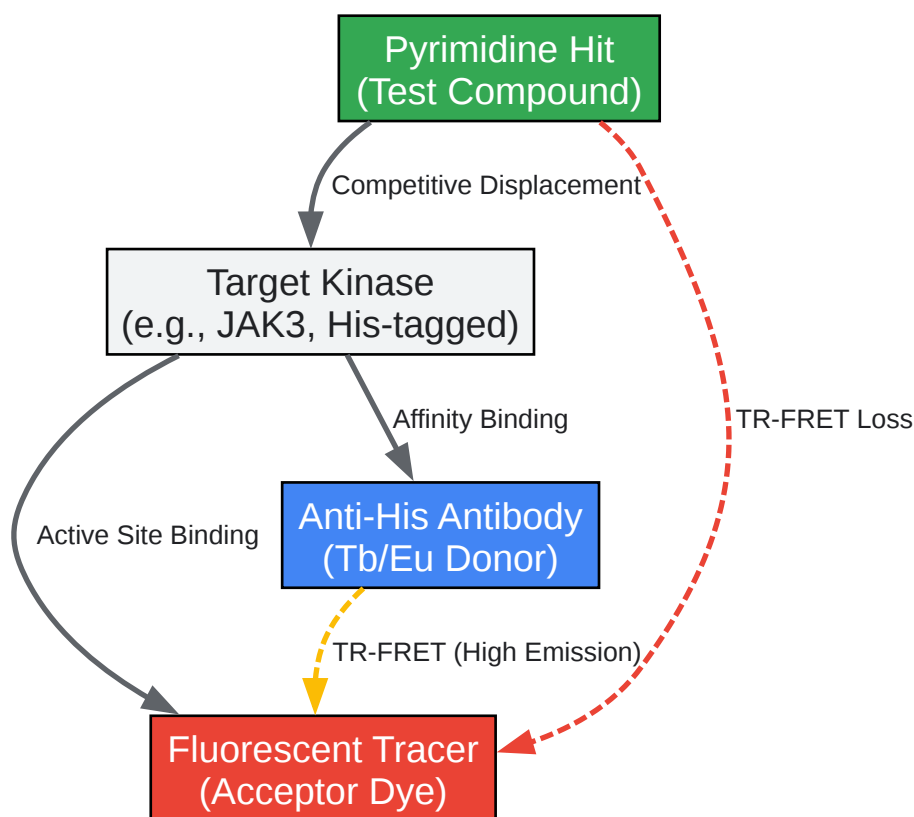 Pyrimidine Hit
(Test Compound)
Competitive Displacement
Target Kinase
(e.g., JAK3, His-tagged)
Affinity Binding
TR-FRET Loss
Anti-His Antibody
(Tb/Eu Donor)
Active Site Binding
TR-FRET (High Emission)
Fluorescent Tracer
(Acceptor Dye)